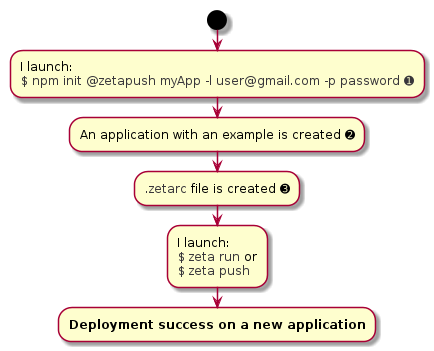 I launch:
$ npm init @zetapush myApp -l user@gmail.com -p password ❶
An application with an example is created ❷
.zetarc file is created ❸
I launch:
$ zeta run or
$ zeta push
Deployment success on a new application